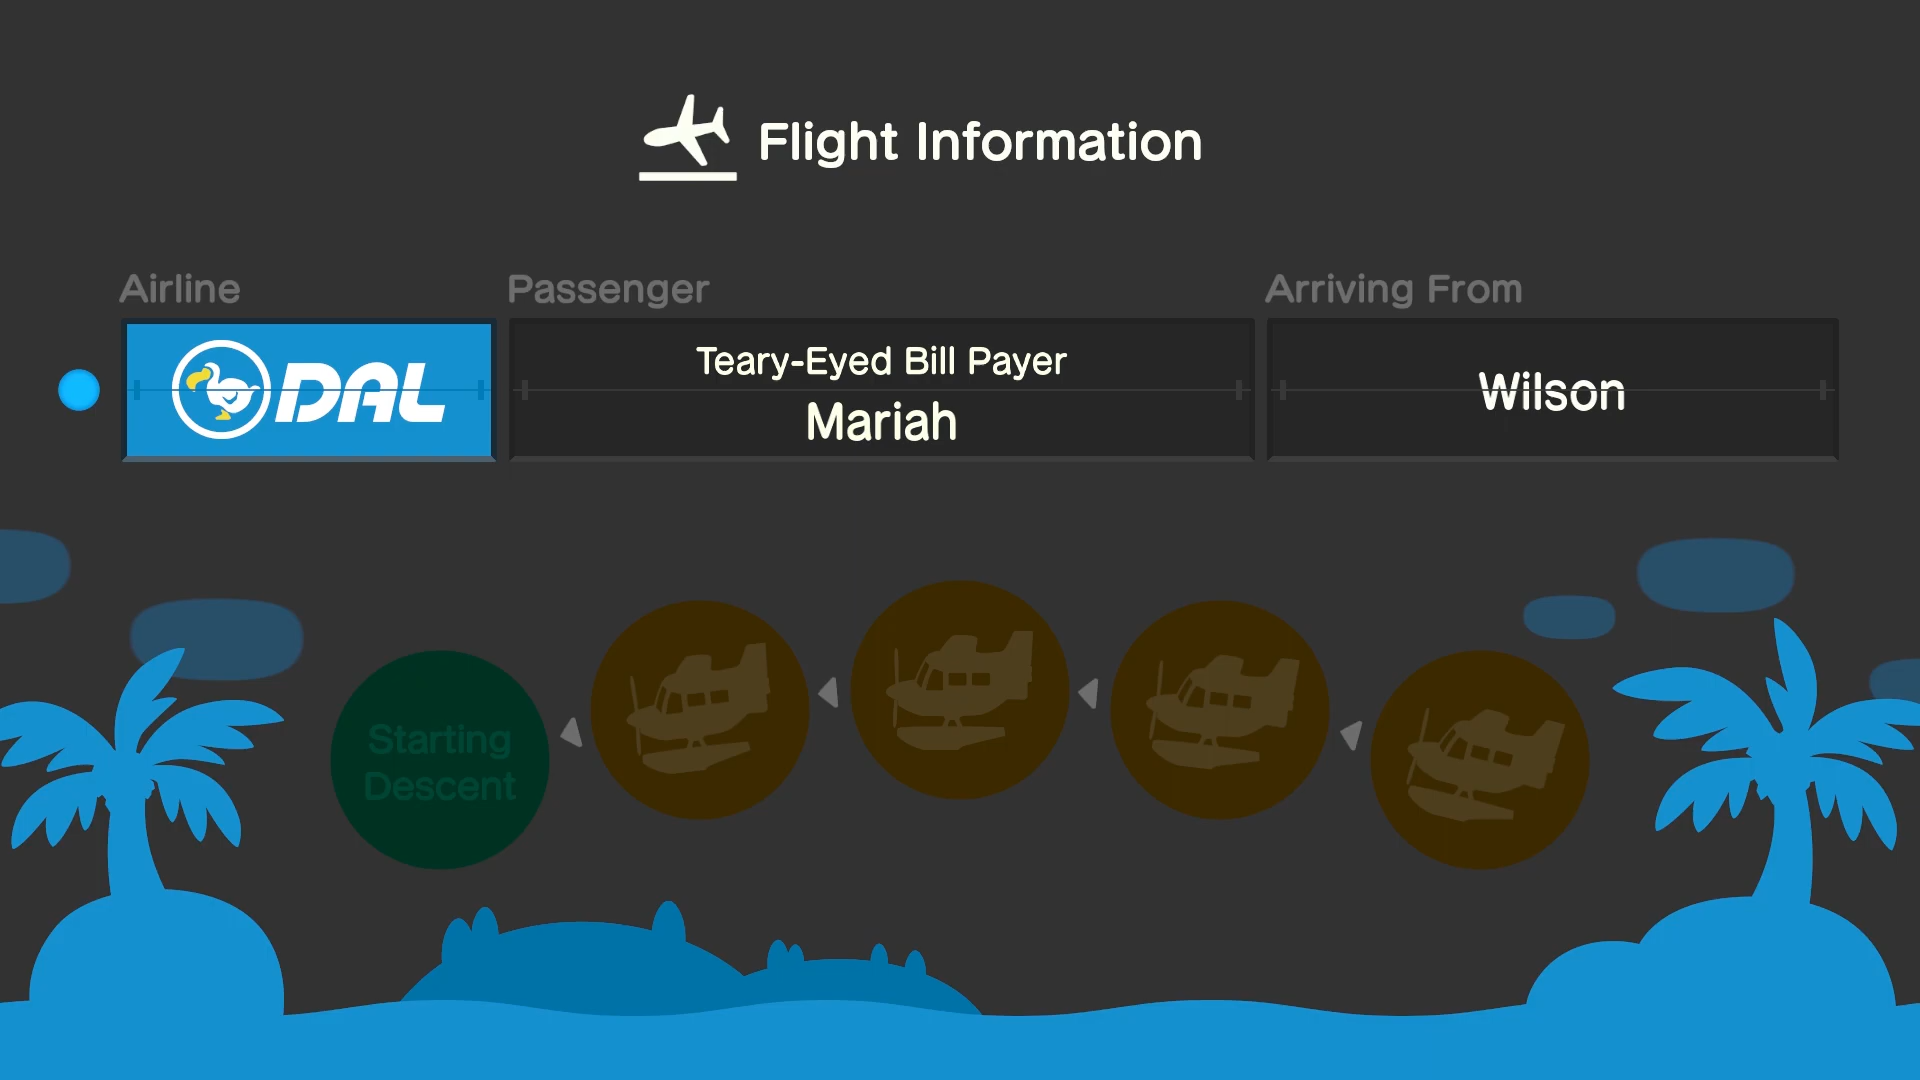 Flight Information
Airline
Passenger
Arriving From
DAL
Teary-Eyed Bill Payer
Mariah
Wilson
Starting
Descent